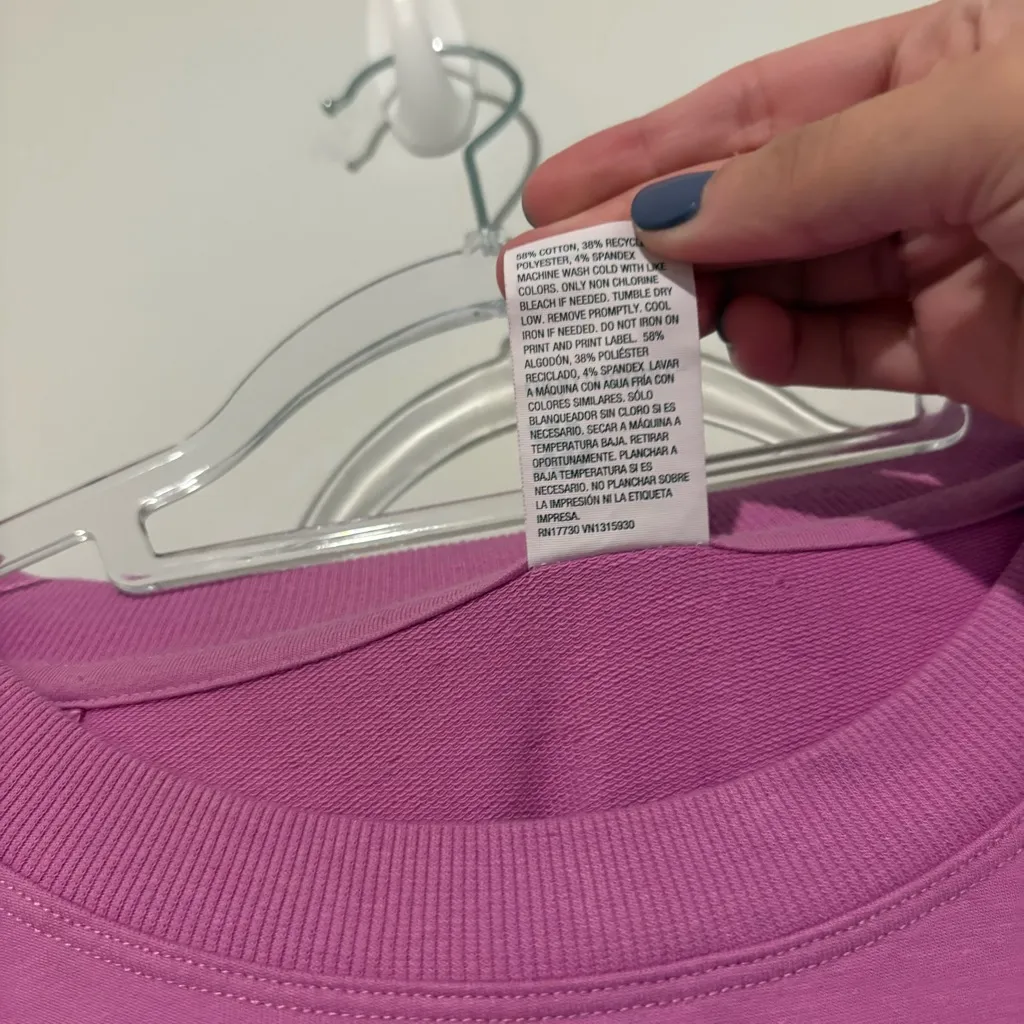 58% COTTON, 38% RECYCL
POLYESTER, 4% SPANDEX
MACHINE WASH COLD WITH LIKE
COLORS. ONLY NON CHLORINE
BLEACH IF NEEDED. TUMBLE DRY
LOW. REMOVE PROMPTLY. COOL
IRON IF NEEDED. DO NOT IRON ON
PRINT AND PRINT LABEL. 58%
ALGODÓN, 38% POLIÉSTER
RECICLADO, 4% SPANDEX. LAVAR
A MÁQUINA CON AGUA FRÍA CON
COLORES SIMILARES. SÓLO
BLANQUEADOR SIN CLORO SI ES
NECESARIO. SECAR A MÁQUINA A
TEMPERATURA BAJA. RETIRAR
OPORTUNAMENTE. PLANCHAR A
BAJA TEMPERATURA SI ES
NECESARIO. NO PLANCHAR SOBRE
LA IMPRESIÓN NI LA ETIQUETA
IMPRESA.
RN17730 VN1315930